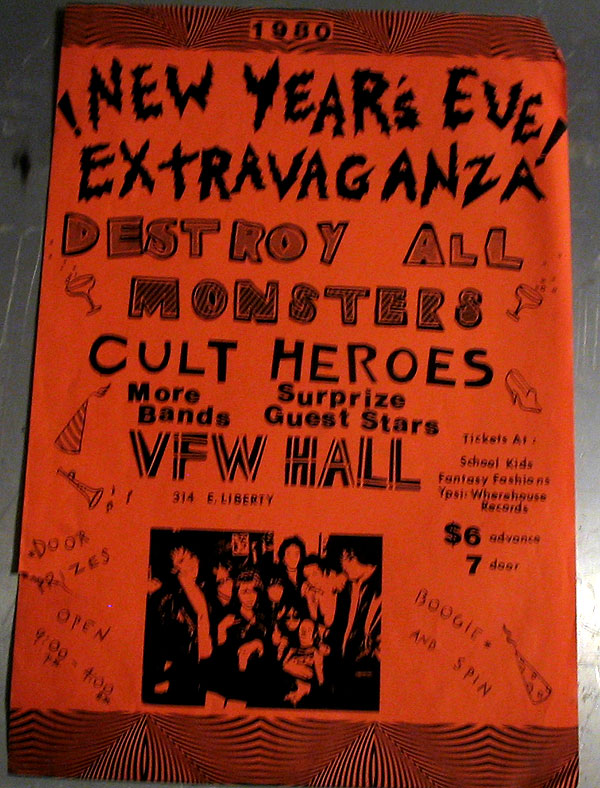 1980
!NEW YEAR's EVE!
EXTRAVAGANZA
DESTROY ALL
MONSTERS
CULT HEROES
More Bands
Surprize Guest Stars
VFW HALL
314 E. LIBERTY
Tickets At :
School Kids
Fantasy Fashions
Ypsi-Wherehouse
Records
$6 advance
7 door
DOOR
PRIZES
OPEN
9:00 PM - 4:00 AM
BOOGIE
AND SPIN